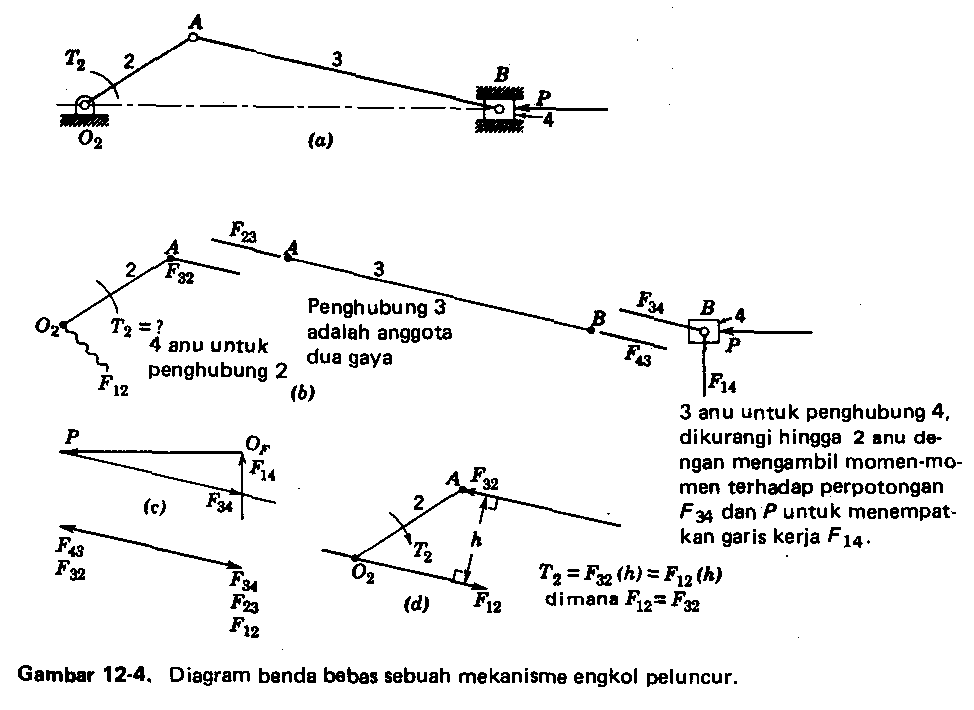 A
T₂
2
3
B
P
4
O₂
(a)
F₂₃
A
A
2
F₃₂
3
O₂
T₂ = ?
4 anu untuk
penghubung 2
F₁₂
Penghubung 3
adalah anggota
dua gaya
(b)
B
F₄₃
F₃₄
B
4
P
F₁₄
3 anu untuk penghubung 4,
dikurangi hingga 2 anu de-
ngan mengambil momen-mo-
men terhadap perpotongan
F₃₄ dan P untuk menempat-
kan garis kerja F₁₄.
P
O_F
F₁₄
F₃₄
(c)
F₄₃
F₃₂
F₃₄
F₂₃
F₁₂
A
F₃₂
2
T₂
h
O₂
(d)
F₁₂
T₂ = F₃₂ (h) = F₁₂ (h)
dimana F₁₂ = F₃₂
Gambar 12-4. Diagram benda bebas sebuah mekanisme engkol peluncur.